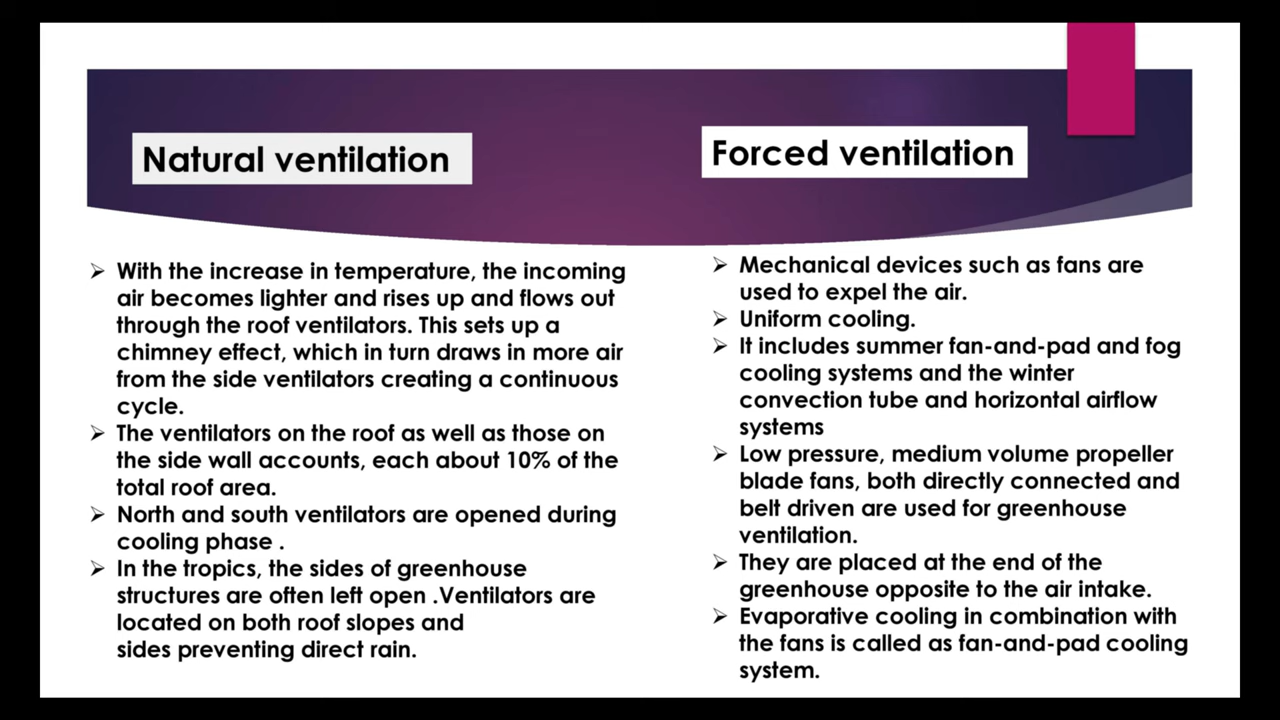 Natural ventilation
With the increase in temperature, the incoming
air becomes lighter and rises up and flows out
through the roof ventilators. This sets up a
chimney effect, which in turn draws in more air
from the side ventilators creating a continuous
cycle.
The ventilators on the roof as well as those on
the side wall accounts, each about 10% of the
total roof area.
North and south ventilators are opened during
cooling phase .
In the tropics, the sides of greenhouse
structures are often left open .Ventilators are
located on both roof slopes and
sides preventing direct rain.
Forced ventilation
Mechanical devices such as fans are
used to expel the air.
Uniform cooling.
It includes summer fan-and-pad and fog
cooling systems and the winter
convection tube and horizontal airflow
systems
Low pressure, medium volume propeller
blade fans, both directly connected and
belt driven are used for greenhouse
ventilation.
They are placed at the end of the
greenhouse opposite to the air intake.
Evaporative cooling in combination with
the fans is called as fan-and-pad cooling
system.